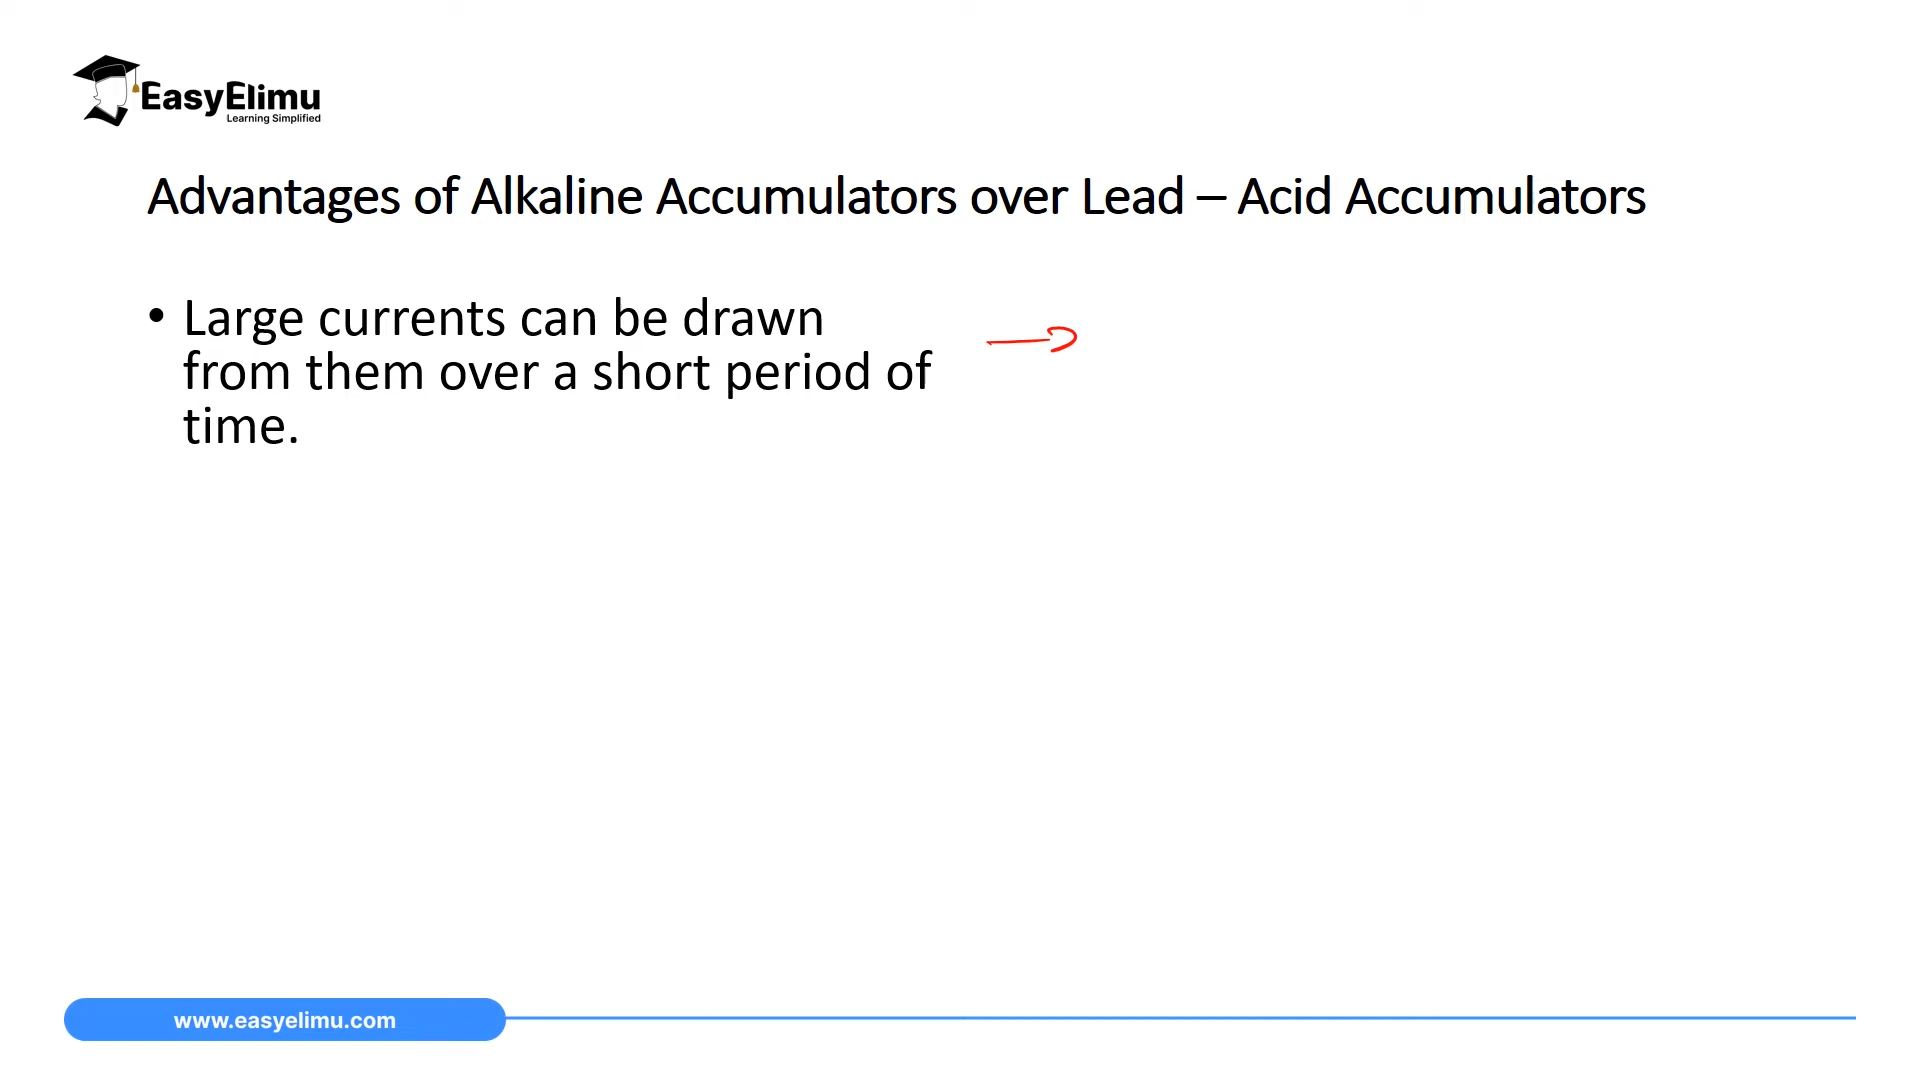 EasyElimu
Learning Simplified
Advantages of Alkaline Accumulators over Lead – Acid Accumulators
• Large currents can be drawn
from them over a short period of
time.
www.easyelimu.com